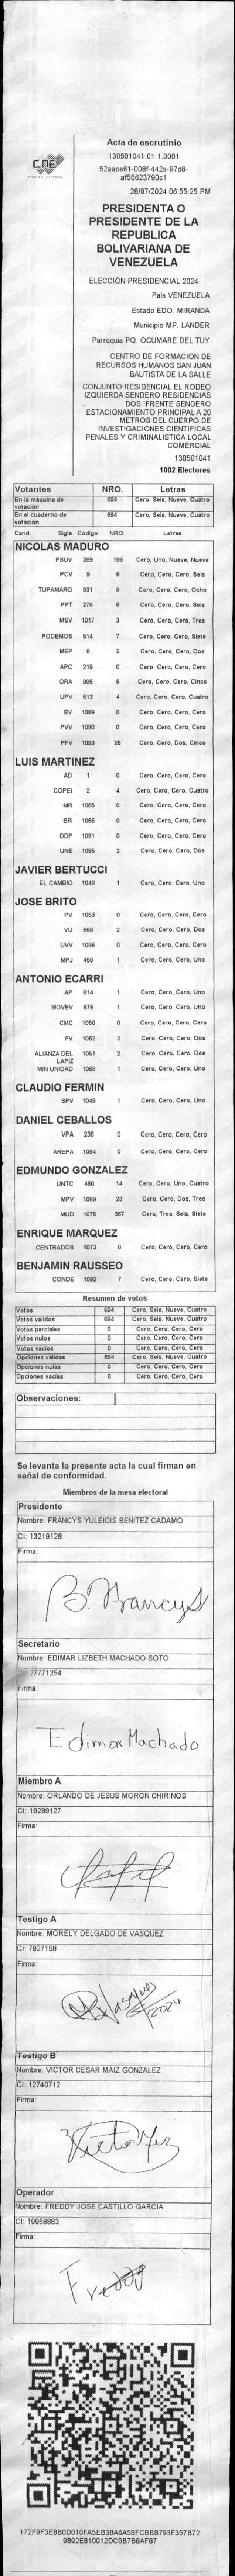 CNE
Acta de escrutinio
130501041.01.1.0001
52aace61-008f-442a-97d8-
af55623790c1
28/07/2024 06:55:25 PM
PRESIDENTA O
PRESIDENTE DE LA
REPUBLICA
BOLIVARIANA DE
VENEZUELA
ELECCIÓN PRESIDENCIAL 2024
Pais VENEZUELA
Estado EDO. MIRANDA
Municipio MP. LANDER
Parroquia PQ. OCUMARE DEL TUY
CENTRO DE FORMACION DE
RECURSOS HUMANOS SAN JUAN
BAUTISTA DE LA SALLE
CONJUNTO RESIDENCIAL EL RODEO
IZQUIERDA SENDERO RESIDENCIAS
DOS. FRENTE SENDERO
ESTACIONAMIENTO PRINCIPAL A 20
METROS DEL CUERPO DE
INVESTIGACIONES CIENTIFICAS
PENALES Y CRIMINALISTICA LOCAL
COMERCIAL
130501041
1002 Electores
Votantes NRO. Letras
En la máquina de votación 694 Cero, Seis, Nueve, Cuatro
En el cuaderno de votación 694 Cero, Seis, Nueve, Cuatro
Cand. Sigla Código NRO. Letras
NICOLAS MADURO
PSUV 269 199 Cero, Uno, Nueve, Nueve
PCV 9 6 Cero, Cero, Cero, Seis
TUPAMARO 931 8 Cero, Cero, Cero, Ocho
PPT 276 6 Cero, Cero, Cero, Seis
MSV 1017 3 Cero, Cero, Cero, Tres
PODEMOS 514 7 Cero, Cero, Cero, Siete
MEP 6 2 Cero, Cero, Cero, Dos
APC 219 0 Cero, Cero, Cero, Cero
ORA 906 5 Cero, Cero, Cero, Cinco
UPV 513 4 Cero, Cero, Cero, Cuatro
EV 1089 0 Cero, Cero, Cero, Cero
PVV 1090 0 Cero, Cero, Cero, Cero
PFV 1093 25 Cero, Cero, Dos, Cinco
LUIS MARTINEZ
AD 1 0 Cero, Cero, Cero, Cero
COPEI 2 4 Cero, Cero, Cero, Cuatro
MR 1065 0 Cero, Cero, Cero, Cero
BR 1066 0 Cero, Cero, Cero, Cero
DDP 1091 0 Cero, Cero, Cero, Cero
UNE 1095 2 Cero, Cero, Cero, Dos
JAVIER BERTUCCI
EL CAMBIO 1048 1 Cero, Cero, Cero, Uno
JOSE BRITO
PV 1053 0 Cero, Cero, Cero, Cero
VU 868 2 Cero, Cero, Cero, Dos
UVV 1096 0 Cero, Cero, Cero, Cero
MPJ 459 1 Cero, Cero, Cero, Uno
ANTONIO ECARRI
AP 914 1 Cero, Cero, Cero, Uno
MOVEV 979 1 Cero, Cero, Cero, Uno
CMC 1050 0 Cero, Cero, Cero, Cero
FV 1062 2 Cero, Cero, Cero, Dos
ALIANZA DEL LAPIZ 1051 2 Cero, Cero, Cero, Dos
MIN UNIDAD 1068 1 Cero, Cero, Cero, Uno
CLAUDIO FERMIN
SPV 1049 1 Cero, Cero, Cero, Uno
DANIEL CEBALLOS
VPA 236 0 Cero, Cero, Cero, Cero
AREPA 1094 0 Cero, Cero, Cero, Cero
EDMUNDO GONZALEZ
UNTC 460 14 Cero, Cero, Uno, Cuatro
MPV 1069 23 Cero, Cero, Dos, Tres
MUD 1075 367 Cero, Tres, Seis, Siete
ENRIQUE MARQUEZ
CENTRADOS 1073 0 Cero, Cero, Cero, Cero
BENJAMIN RAUSSEO
CONDE 1092 7 Cero, Cero, Cero, Siete
Resumen de votos
Votos 694 Cero, Seis, Nueve, Cuatro
Votos validos 694 Cero, Seis, Nueve, Cuatro
Votos parciales 0 Cero, Cero, Cero, Cero
Votos nulos 0 Cero, Cero, Cero, Cero
Votos vacios 0 Cero, Cero, Cero, Cero
Opciones validas 694 Cero, Seis, Nueve, Cuatro
Opciones nulas 0 Cero, Cero, Cero, Cero
Opciones vacias 0 Cero, Cero, Cero, Cero
Observaciones:
Se levanta la presente acta la cual firman en
señal de conformidad.
Miembros de la mesa electoral
Presidente
Nombre: FRANCYS YULEIDIS BENITEZ CADAMO
CI: 13219128
Firma:
B. Francys
Secretario
Nombre: EDIMAR LIZBETH MACHADO SOTO
CI: 27771254
Firma:
Edimar Machado
Miembro A
Nombre: ORLANDO DE JESUS MORON CHIRINOS
CI: 19289127
Firma:
Testigo A
Nombre: MORELY DELGADO DE VASQUEZ
CI: 7927158
Firma:
Testigo B
Nombre: VICTOR CESAR MAIZ GONZALEZ
CI: 12740712
Firma:
Operador
Nombre: FREDDY JOSE CASTILLO GARCIA
CI: 19958883
Firma:
Freddy
172F9F3E8B0D010FA5EB38A6A58FCBBB793F357B72
9892E810012DC0B7B8AF87